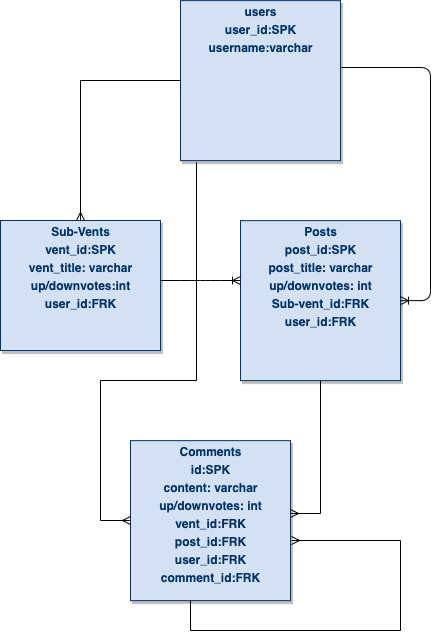 users
user_id:SPK
username:varchar
Sub-Vents
vent_id:SPK
vent_title: varchar
up/downvotes:int
user_id:FRK
Posts
post_id:SPK
post_title: varchar
up/downvotes: int
Sub-vent_id:FRK
user_id:FRK
Comments
id:SPK
content: varchar
up/downvotes: int
vent_id:FRK
post_id:FRK
user_id:FRK
comment_id:FRK